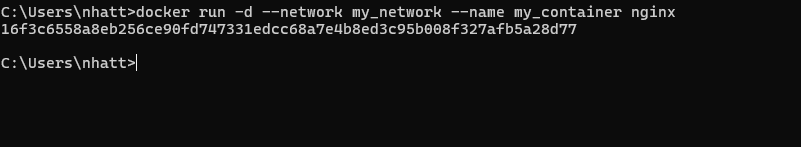 C:\Users\nhatt>docker run -d --network my_network --name my_container nginx
16f3c6558a8eb256ce90fd747331edcc68a7e4b8ed3c95b008f327afb5a28d77
C:\Users\nhatt>